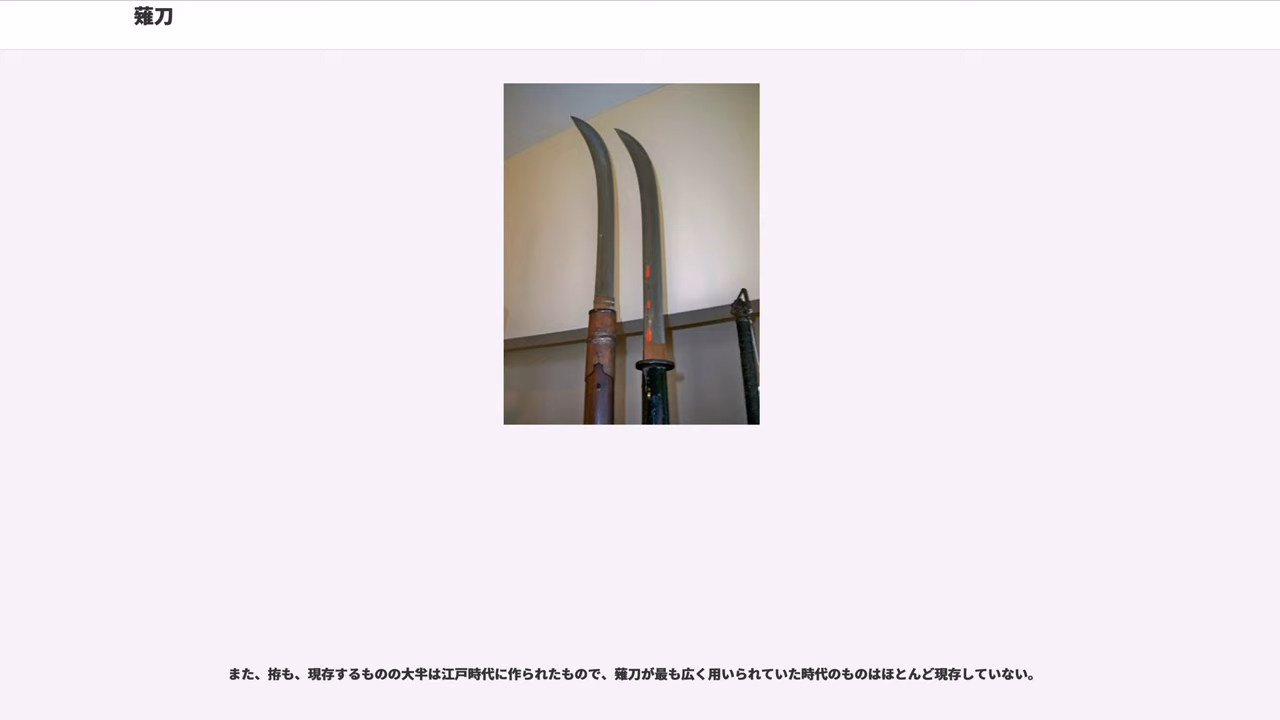 薙刀
また、拵も、現存するものの大半は江戸時代に作られたもので、薙刀が最も広く用いられていた時代のものはほとんど現存していない。